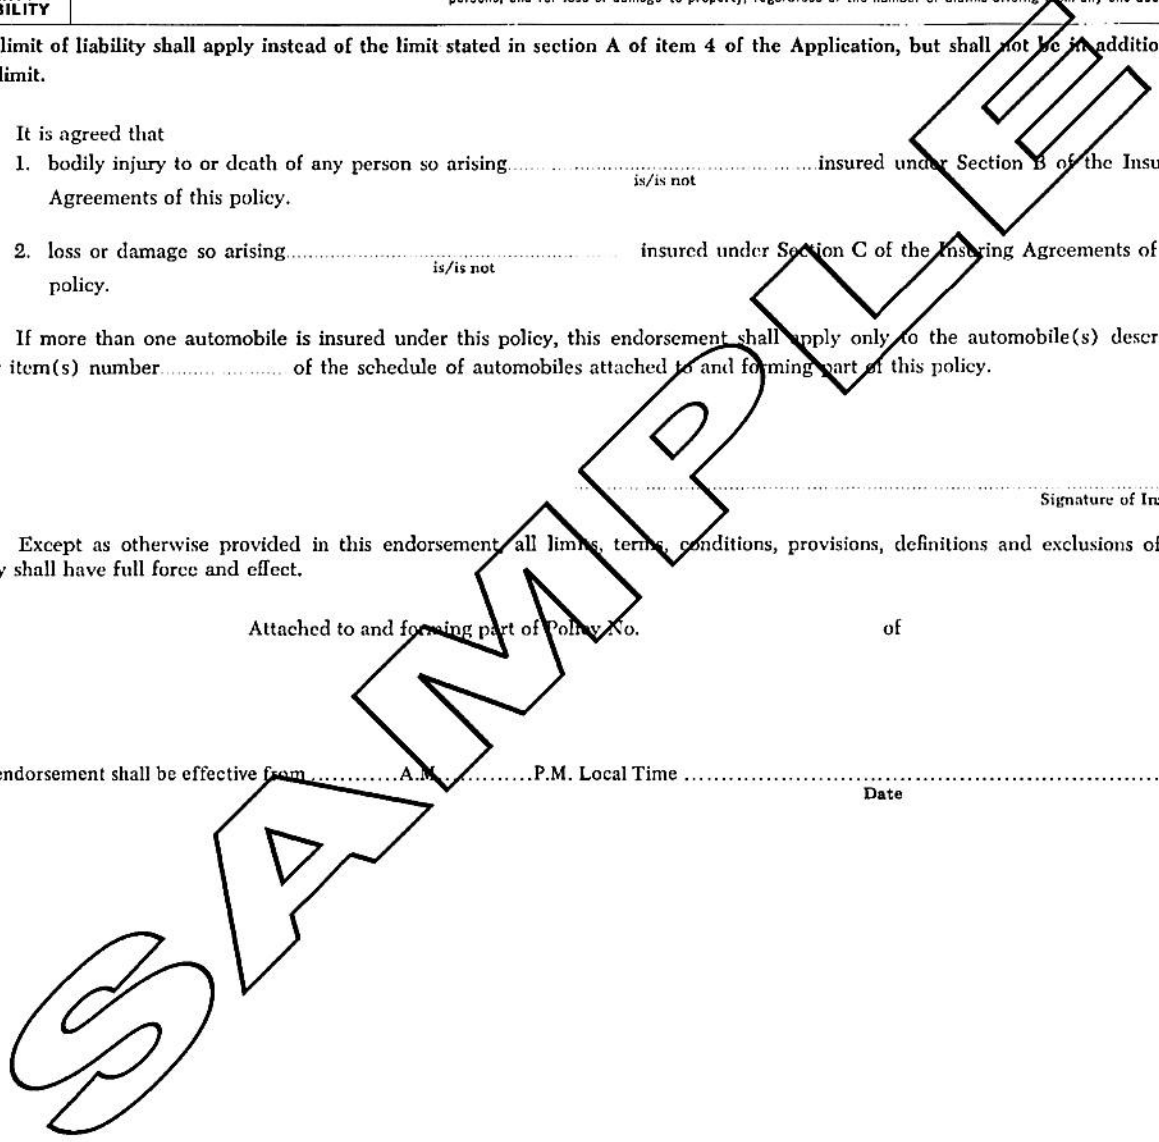 BILITY
limit of liability shall apply instead of the limit stated in section A of item 4 of the Application, but shall not be in additio
limit.
It is agreed that
1. bodily injury to or death of any person so arising................................insured under Section B of the Insu
is/is not
Agreements of this policy.
2. loss or damage so arising................................ insured under Section C of the Insuring Agreements of
is/is not
policy.
If more than one automobile is insured under this policy, this endorsement shall apply only to the automobile(s) descr
item(s) number.................... of the schedule of automobiles attached to and forming part of this policy.
Signature of In
Except as otherwise provided in this endorsement, all limits, terms, conditions, provisions, definitions and exclusions of
y shall have full force and effect.
Attached to and forming part of Policy No. of
endorsement shall be effective from............A.M............P.M. Local Time ................................
Date
SAMPLE